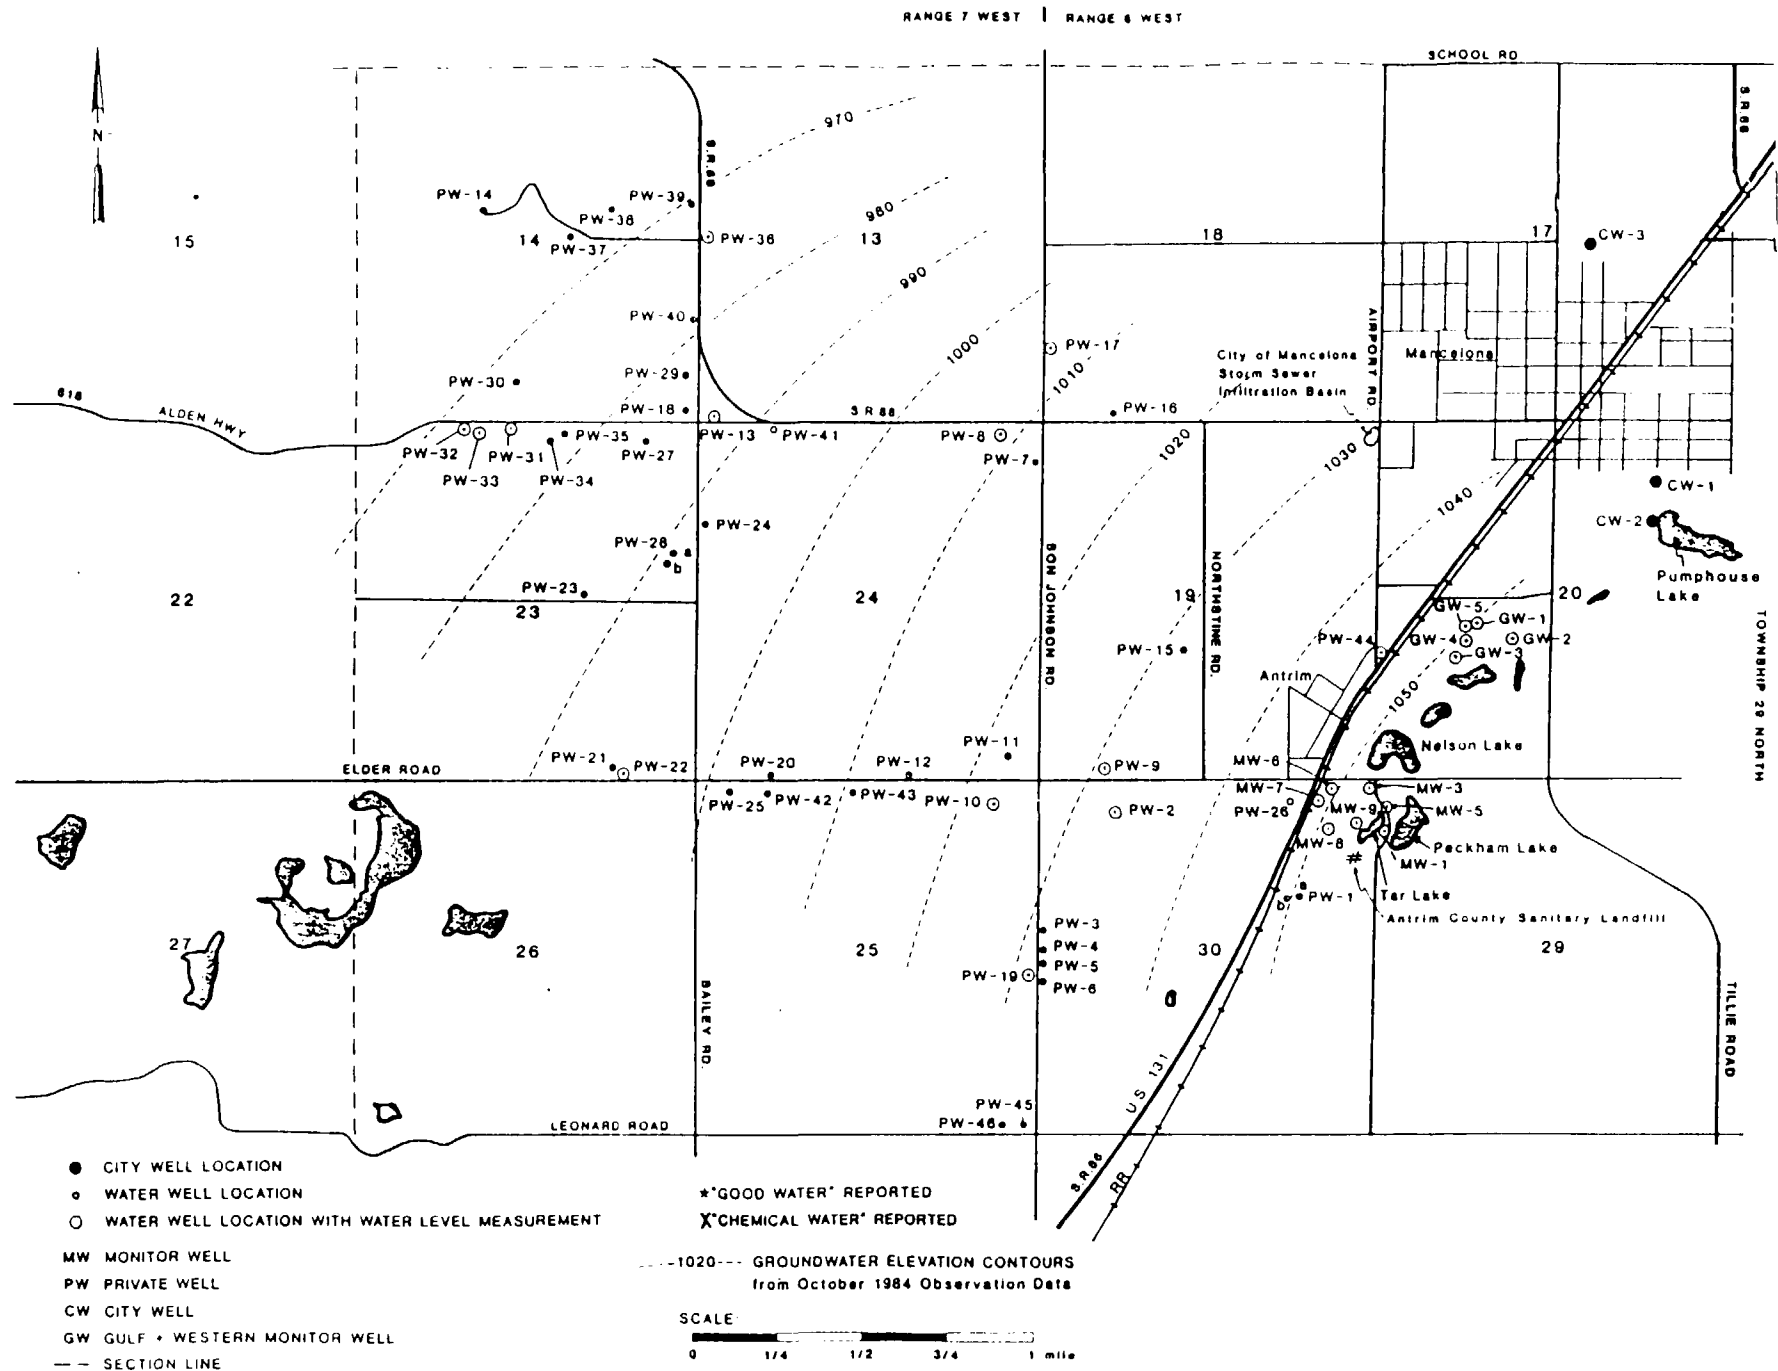 RANGE 7 WEST | RANGE 6 WEST
SCHOOL RD
S.R. 66
N
970
S.R. 88
PW-14
PW-39
PW-38
980
15
14
PW-37
PW-36
13
18
17
CW-3
990
PW-40
1000
PW-17
AIRPORT RD
City of Mancelona
Storm Sewer
Infiltration Basin
Mancelona
1010
PW-30
PW-29
618
ALDEN HWY
PW-18
S R 88
PW-16
PW-32
PW-33
PW-31
PW-35
PW-34
PW-27
PW-13
PW-41
PW-8
PW-7
1020
1030
1040
CW-1
CW-2
PW-24
PW-28
a
b
PW-23
22
23
24
19
20
BON JOHNSON RD.
NORTHSTINE RD.
Pumphouse
Lake
GW-5
GW-1
GW-4
GW-2
GW-3
PW-44
PW-15
Antrim
1050
TOWNSHIP 29 NORTH
Nelson Lake
PW-11
PW-21
PW-22
PW-20
PW-12
PW-9
MW-6
ELDER ROAD
PW-25
PW-42
PW-43
PW-10
PW-2
MW-7
PW-26
MW-3
MW-9
MW-5
MW-8
Peckham Lake
MW-1
#
a
b
PW-1
Tar Lake
Antrim County Sanitary Landfill
PW-3
PW-4
PW-5
PW-6
PW-19
27
26
25
30
29
BAILEY RD.
TILLIE ROAD
U S 131
PW-45
PW-46
LEONARD ROAD
S.R. 66
RR
CITY WELL LOCATION
WATER WELL LOCATION
WATER WELL LOCATION WITH WATER LEVEL MEASUREMENT
MW MONITOR WELL
PW PRIVATE WELL
CW CITY WELL
GW GULF + WESTERN MONITOR WELL
— — SECTION LINE
*"GOOD WATER" REPORTED
X"CHEMICAL WATER" REPORTED
----1020--- GROUNDWATER ELEVATION CONTOURS
from October 1984 Observation Data
SCALE:
0 1/4 1/2 3/4 1 mile